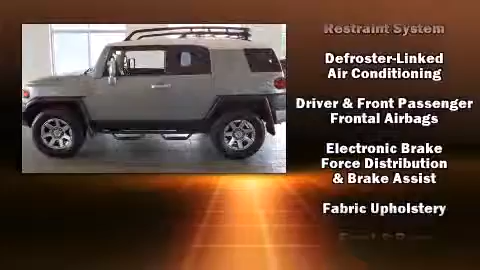 Restraint System
Defroster-Linked
Air Conditioning
Driver & Front Passenger
Frontal Airbags
Electronic Brake
Force Distribution
& Brake Assist
Fabric Upholstery